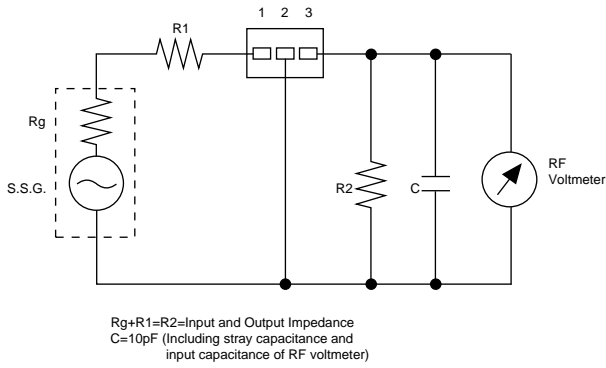 1 2 3
R1
Rg
S.S.G.
R2
C
RF
Voltmeter
Rg+R1=R2=Input and Output Impedance
C=10pF (Including stray capacitance and
input capacitance of RF voltmeter)